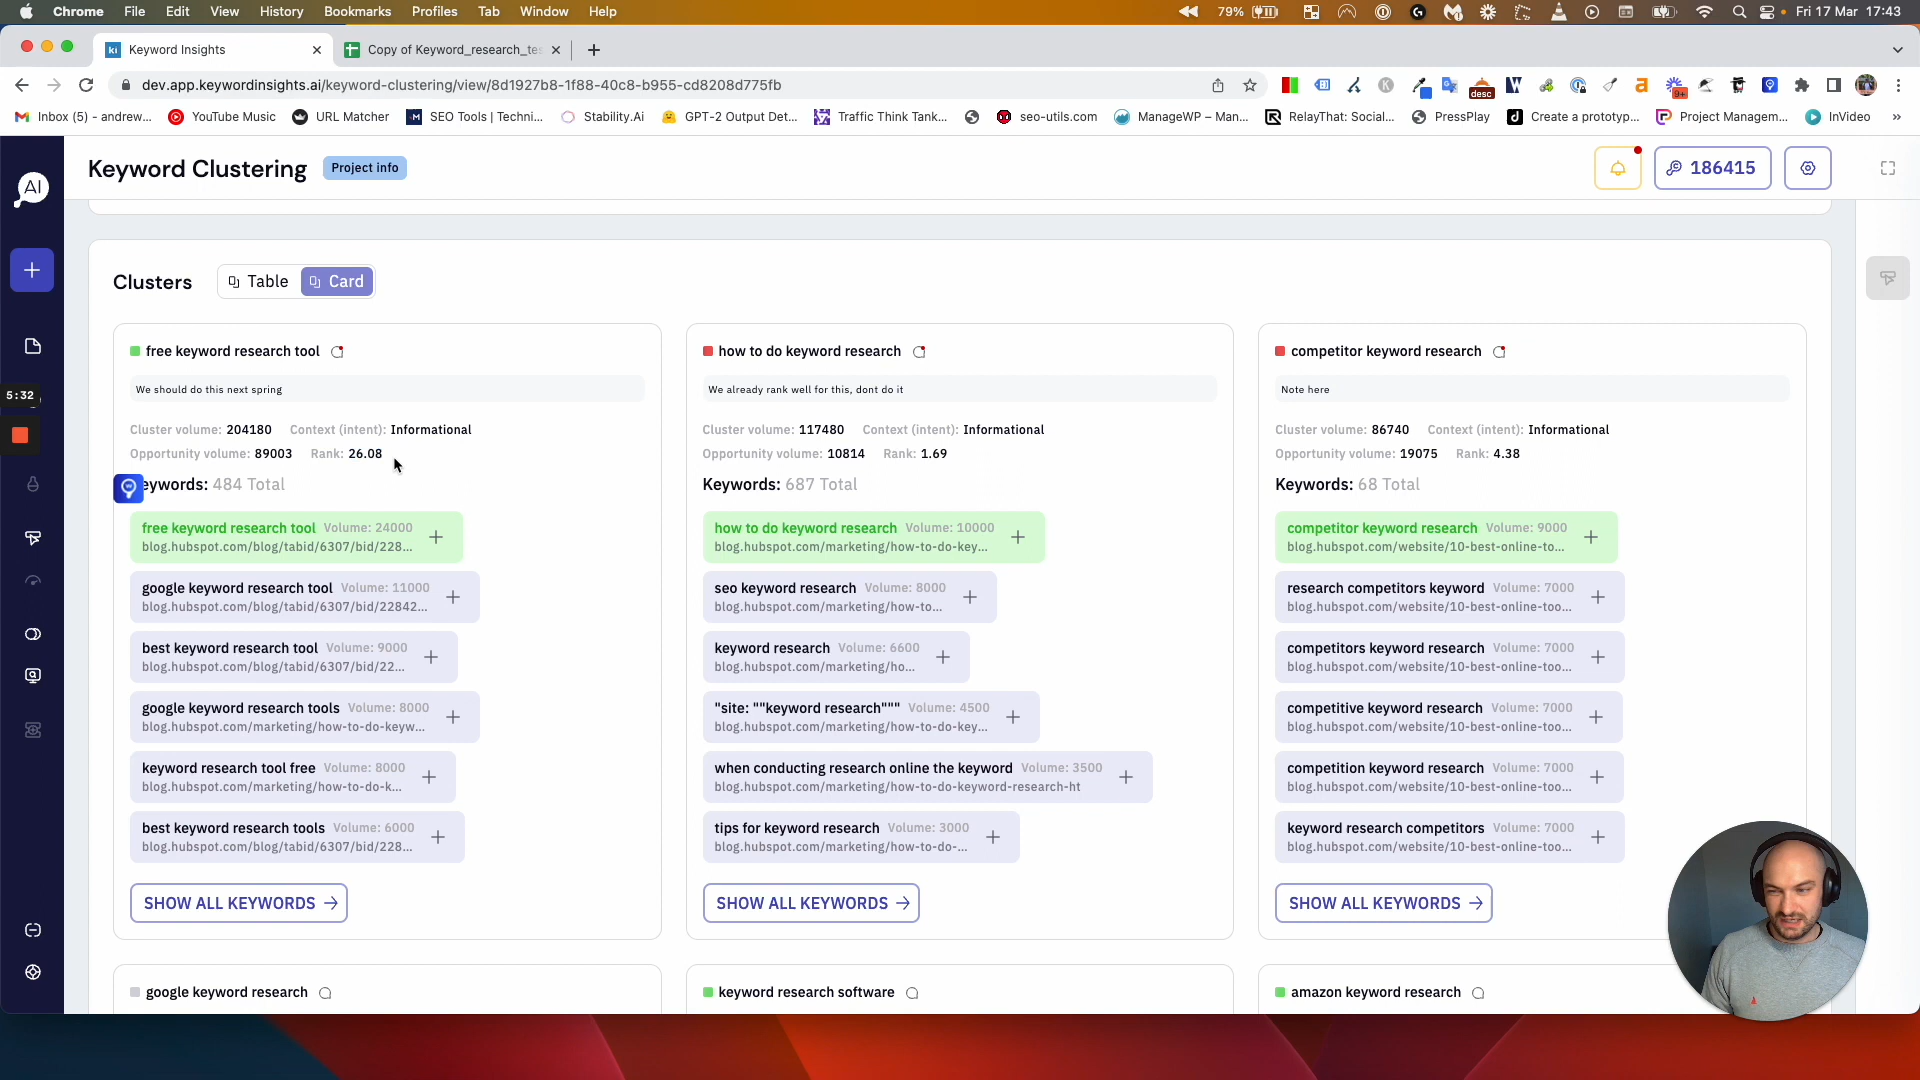 Chrome File Edit View History Bookmarks Profiles Tab Window Help 79% Fri 17 Mar 17:43
Keyword Insights Copy of Keyword_research_te
dev.app.keywordinsights.ai/keyword-clustering/view/8d1927b8-1f88-40c8-b955-cd8208d775fb desc 9+
Inbox (5) - andrew... YouTube Music URL Matcher SEO Tools | Techni... Stability.Ai GPT-2 Output Det... Traffic Think Tank... seo-utils.com ManageWP – Man... RelayThat: Social... PressPlay Create a prototyp... Project Managem... InVideo »
AI
Keyword Clustering Project info 186415
Clusters Table Card
5:32
free keyword research tool
We should do this next spring
Cluster volume: 204180 Context (intent): Informational
Opportunity volume: 89003 Rank: 26.08
eywords: 484 Total
free keyword research tool Volume: 24000
blog.hubspot.com/blog/tabid/6307/bid/228...
google keyword research tool Volume: 11000
blog.hubspot.com/blog/tabid/6307/bid/22842...
best keyword research tool Volume: 9000
blog.hubspot.com/blog/tabid/6307/bid/22...
google keyword research tools Volume: 8000
blog.hubspot.com/marketing/how-to-do-keyw...
keyword research tool free Volume: 8000
blog.hubspot.com/marketing/how-to-do-k...
best keyword research tools Volume: 6000
blog.hubspot.com/blog/tabid/6307/bid/228...
SHOW ALL KEYWORDS →
how to do keyword research
We already rank well for this, dont do it
Cluster volume: 117480 Context (intent): Informational
Opportunity volume: 10814 Rank: 1.69
Keywords: 687 Total
how to do keyword research Volume: 10000
blog.hubspot.com/marketing/how-to-do-key...
seo keyword research Volume: 8000
blog.hubspot.com/marketing/how-to...
keyword research Volume: 6600
blog.hubspot.com/marketing/ho...
"site: ""keyword research""" Volume: 4500
blog.hubspot.com/marketing/how-to-do-key...
when conducting research online the keyword Volume: 3500
blog.hubspot.com/marketing/how-to-do-keyword-research-ht
tips for keyword research Volume: 3000
blog.hubspot.com/marketing/how-to-do-...
SHOW ALL KEYWORDS →
competitor keyword research
Note here
Cluster volume: 86740 Context (intent): Informational
Opportunity volume: 19075 Rank: 4.38
Keywords: 68 Total
competitor keyword research Volume: 9000
blog.hubspot.com/website/10-best-online-to...
research competitors keyword Volume: 7000
blog.hubspot.com/website/10-best-online-too...
competitors keyword research Volume: 7000
blog.hubspot.com/website/10-best-online-too...
competitive keyword research Volume: 7000
blog.hubspot.com/website/10-best-online-too...
competition keyword research Volume: 7000
blog.hubspot.com/website/10-best-online-too...
keyword research competitors Volume: 7000
blog.hubspot.com/website/10-best-online-too...
SHOW ALL KEYWORDS →
google keyword research
keyword research software
amazon keyword research